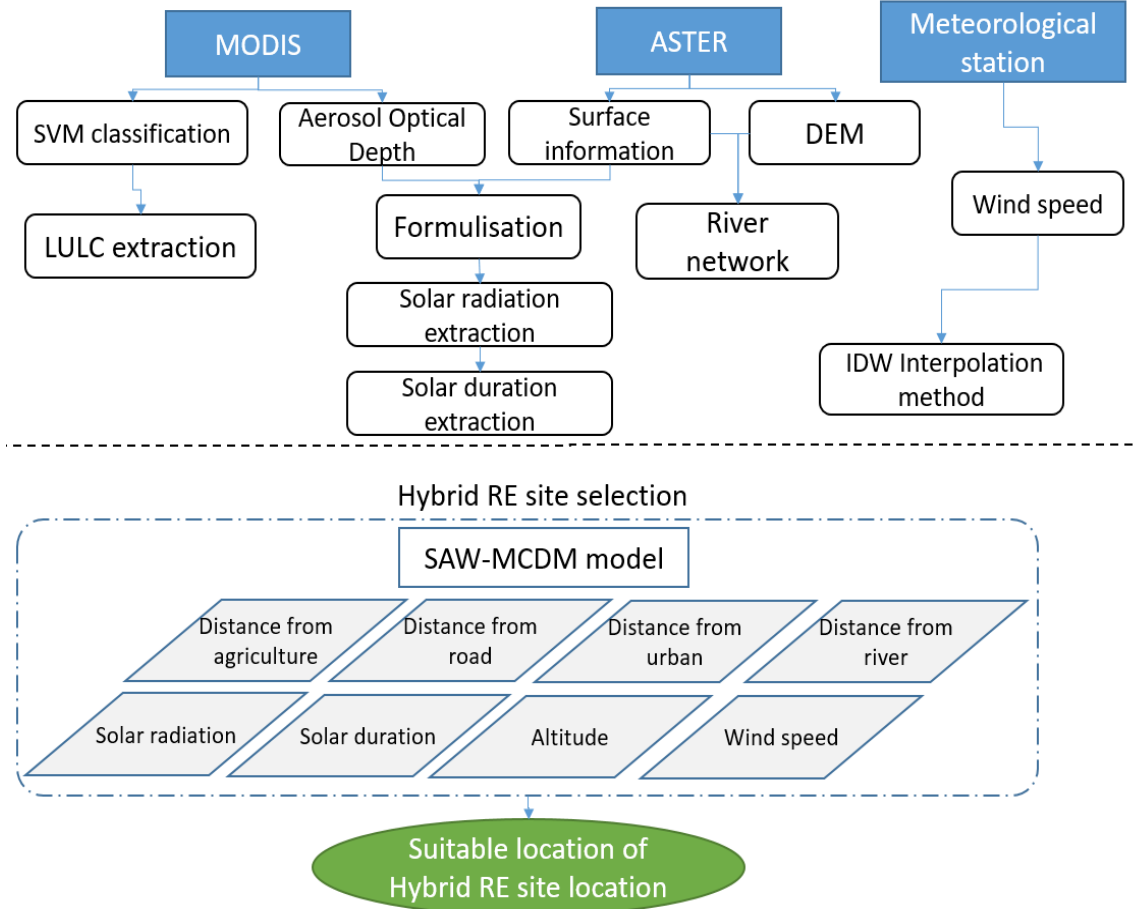 MODIS
ASTER
Meteorological
station
SVM classification
Aerosol Optical
Depth
Surface
information
DEM
LULC extraction
Formulisation
River
network
Wind speed
Solar radiation
extraction
Solar duration
extraction
IDW Interpolation
method
Hybrid RE site selection
SAW-MCDM model
Distance from
agriculture
Distance from
road
Distance from
urban
Distance from
river
Solar radiation
Solar duration
Altitude
Wind speed
Suitable location of
Hybrid RE site location